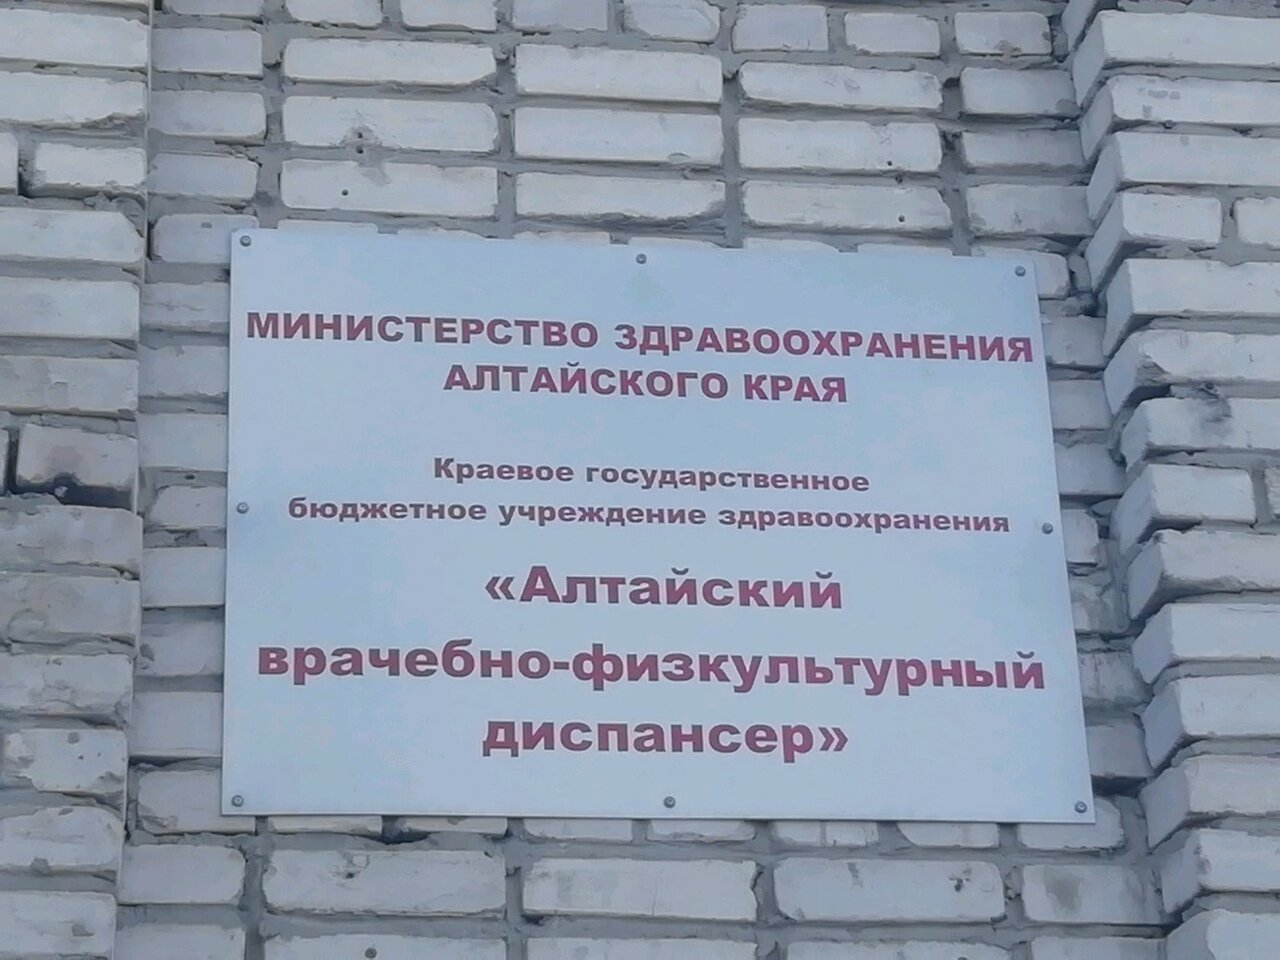 МИНИСТЕРСТВО ЗДРАВООХРАНЕНИЯ
АЛТАЙСКОГО КРАЯ
Краевое государственное
бюджетное учреждение здравоохранения
«Алтайский
врачебно-физкультурный
диспансер»